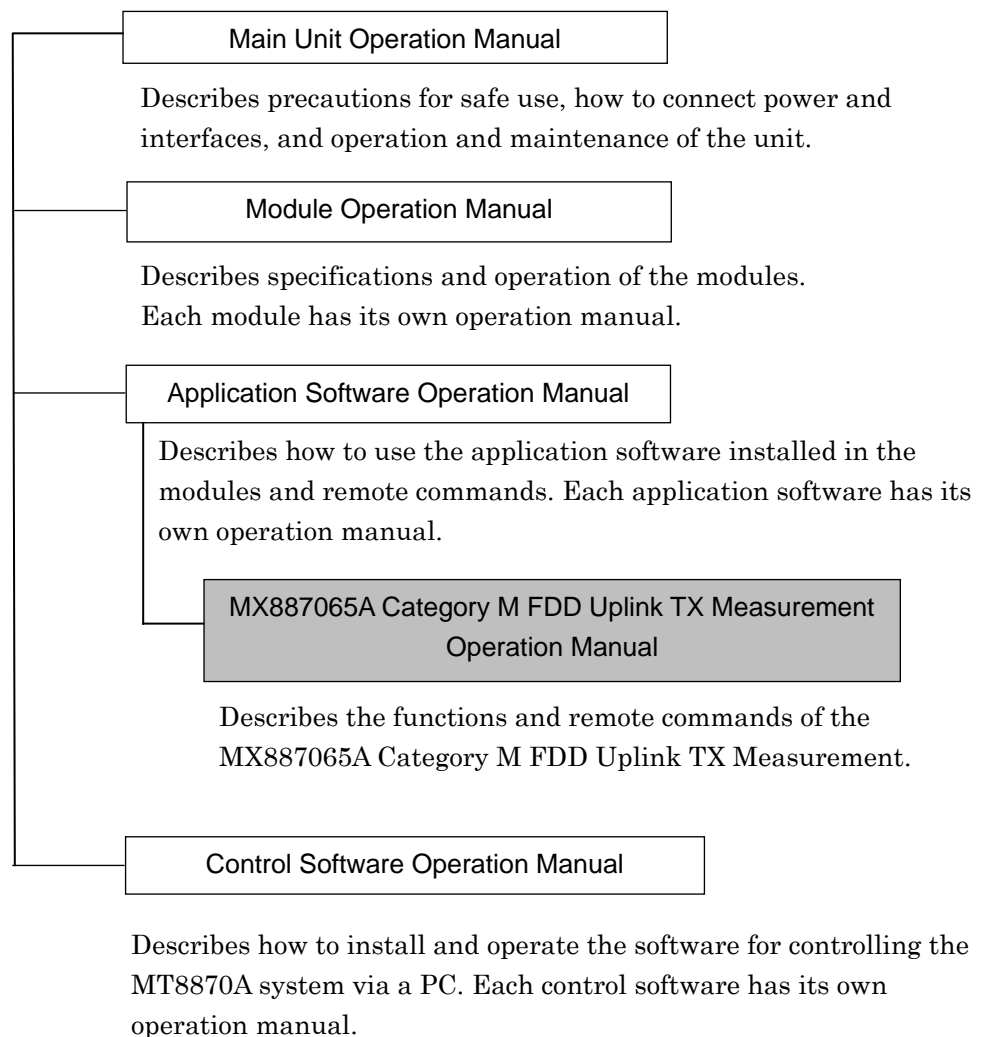 Main Unit Operation Manual
Describes precautions for safe use, how to connect power and
interfaces, and operation and maintenance of the unit.
Module Operation Manual
Describes specifications and operation of the modules.
Each module has its own operation manual.
Application Software Operation Manual
Describes how to use the application software installed in the
modules and remote commands. Each application software has its
own operation manual.
MX887065A Category M FDD Uplink TX Measurement
Operation Manual
Describes the functions and remote commands of the
MX887065A Category M FDD Uplink TX Measurement.
Control Software Operation Manual
Describes how to install and operate the software for controlling the
MT8870A system via a PC. Each control software has its own
operation manual.